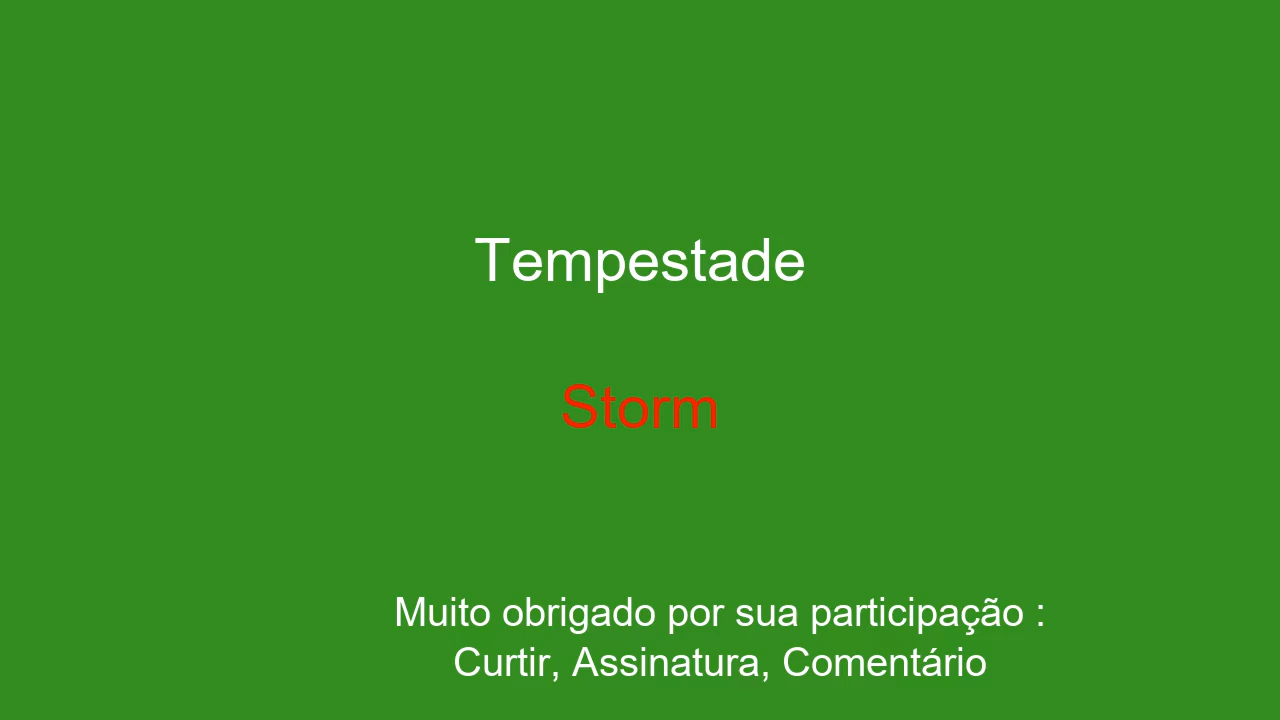 Tempestade
Storm
Muito obrigado por sua participação :
Curtir, Assinatura, Comentário